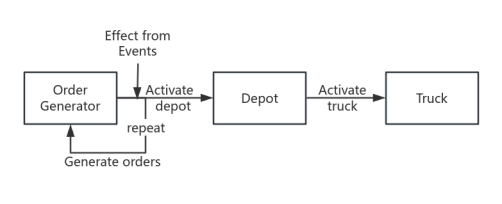 Effect from
Events
Order
Generator
Activate
depot
Depot
Activate
truck
Truck
repeat
Generate orders